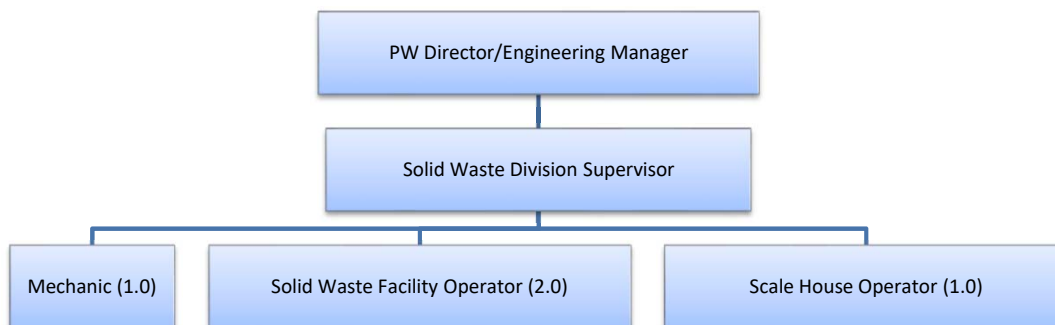 PW Director/Engineering Manager
Solid Waste Division Supervisor
Mechanic (1.0)
Solid Waste Facility Operator (2.0)
Scale House Operator (1.0)